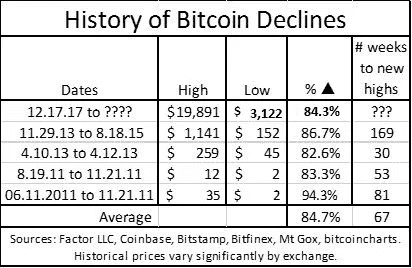 History of Bitcoin Declines
# weeks
to new
Dates High Low % ▲ highs
12.17.17 to ???? $19,891 $ 3,122 84.3% ???
11.29.13 to 8.18.15 $ 1,141 $ 152 86.7% 169
4.10.13 to 4.12.13 $ 259 $ 45 82.6% 30
8.19.11 to 11.21.11 $ 12 $ 2 83.3% 53
06.11.2011 to 11.21.11 $ 35 $ 2 94.3% 81
Average 84.7% 67
Sources: Factor LLC, Coinbase, Bitstamp, Bitfinex, Mt Gox, bitcoincharts.
Historical prices vary significantly by exchange.